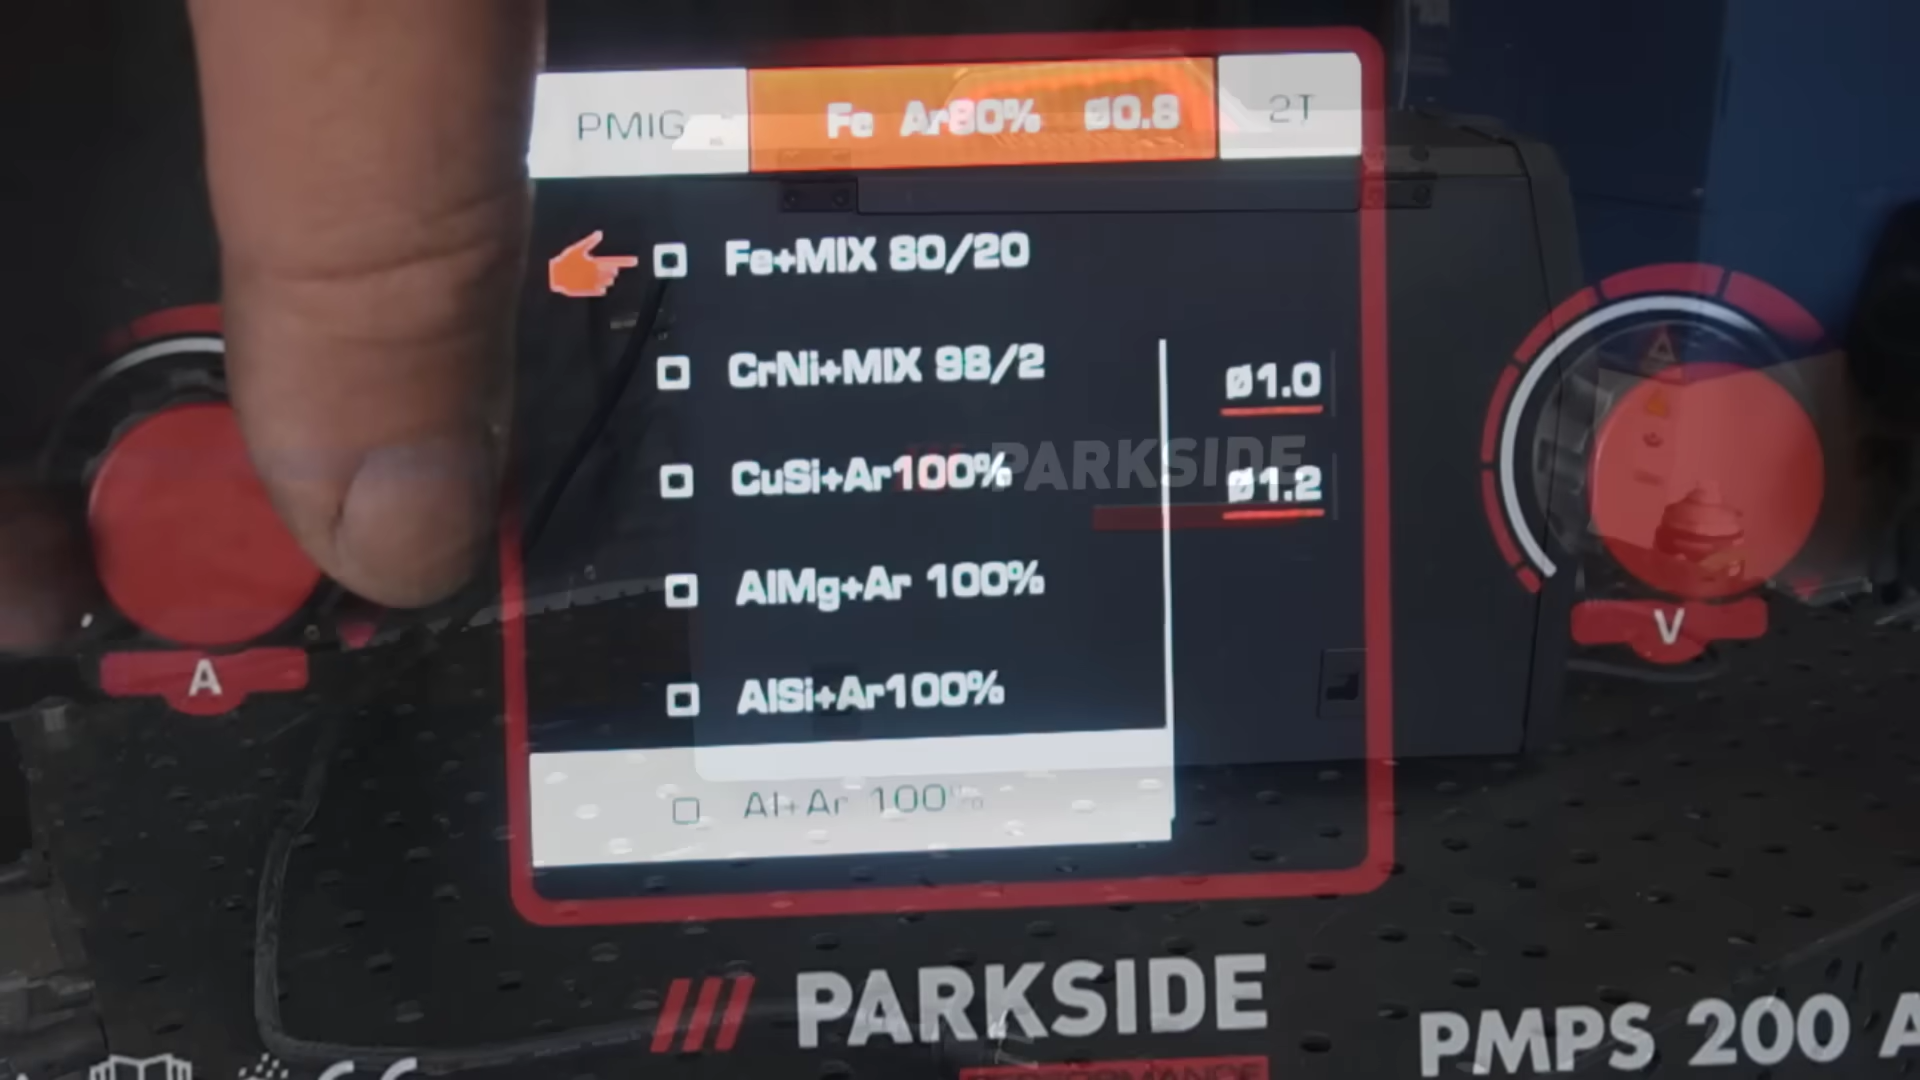 PMIG Fe Ar80% Ø0.8 2T
Fe+MIX 80/20
CrNi+MIX 98/2
Ø1.0
CuSi+Ar100%
PARKSIDE
Ø1.2
AlMg+Ar 100%
A
V
AlSi+Ar100%
Al+Ar 100%
PARKSIDE
PMPS 200 A
PERFORMANCE